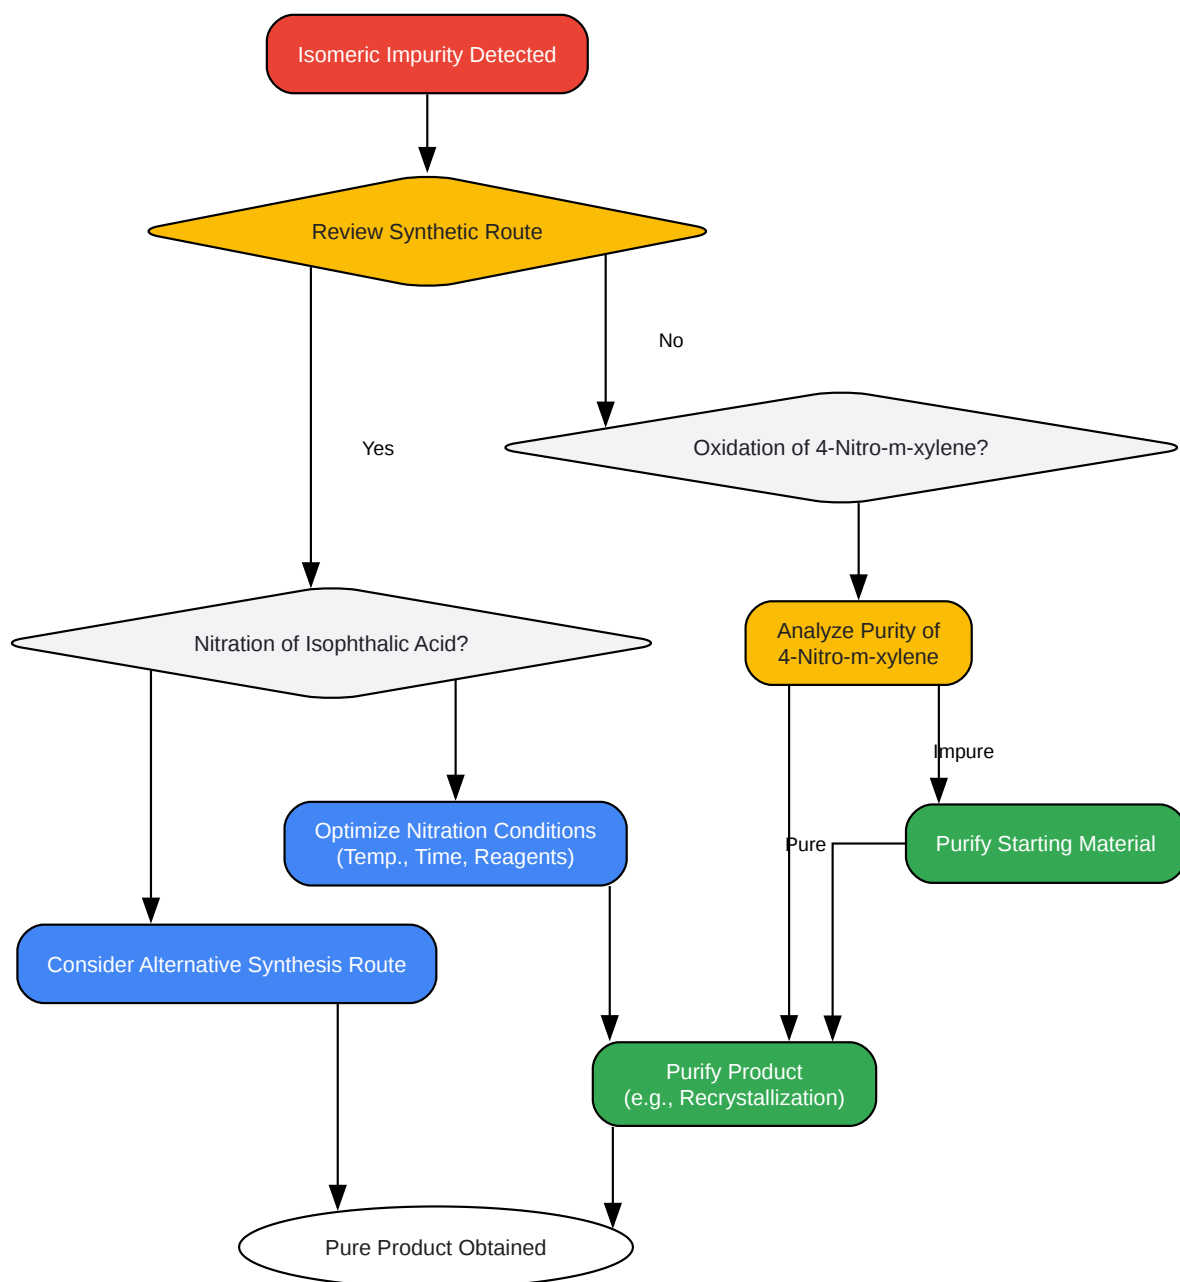 Isomeric Impurity Detected
Review Synthetic Route
No
Yes
Oxidation of 4-Nitro-m-xylene?
Nitration of Isophthalic Acid?
Analyze Purity of
4-Nitro-m-xylene
Impure
Optimize Nitration Conditions
(Temp., Time, Reagents)
Pure
Purify Starting Material
Consider Alternative Synthesis Route
Purify Product
(e.g., Recrystallization)
Pure Product Obtained